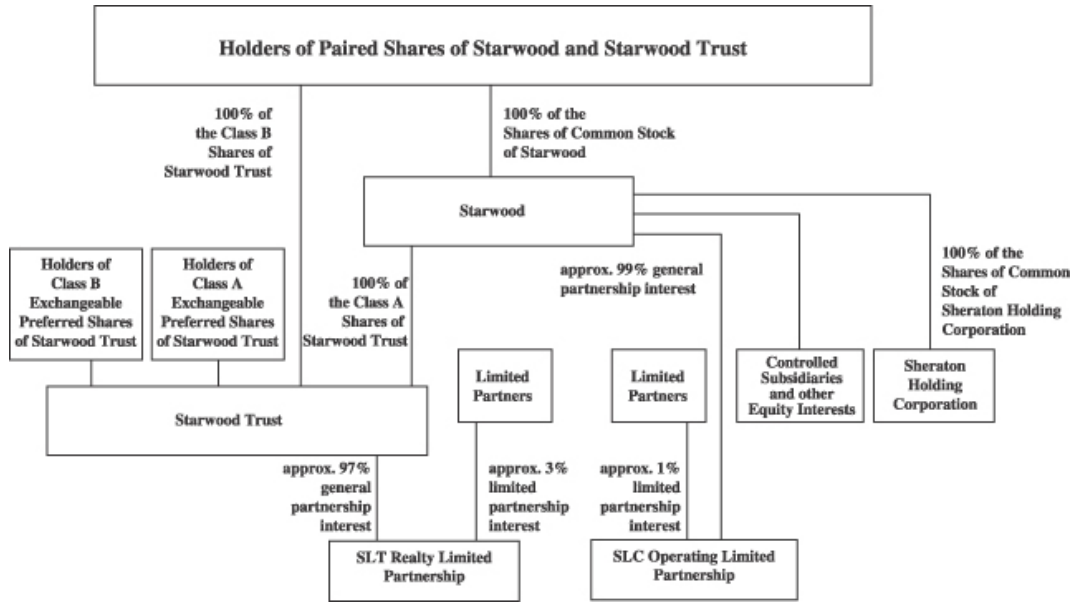 Holders of Paired Shares of Starwood and Starwood Trust
100% of
the Class B
Shares of
Starwood Trust
100% of the
Shares of Common Stock
of Starwood
Starwood
Holders of
Class B
Exchangeable
Preferred Shares
of Starwood Trust
Holders of
Class A
Exchangeable
Preferred Shares
of Starwood Trust
100% of
the Class A
Shares of
Starwood Trust
approx. 99% general
partnership interest
100% of the
Shares of Common
Stock of
Sheraton Holding
Corporation
Starwood Trust
Limited
Partners
Limited
Partners
Controlled
Subsidiaries
and other
Equity Interests
Sheraton
Holding
Corporation
approx. 97%
general
partnership
interest
approx. 3%
limited
partnership
interest
approx. 1%
limited
partnership
interest
SLT Realty Limited
Partnership
SLC Operating Limited
Partnership